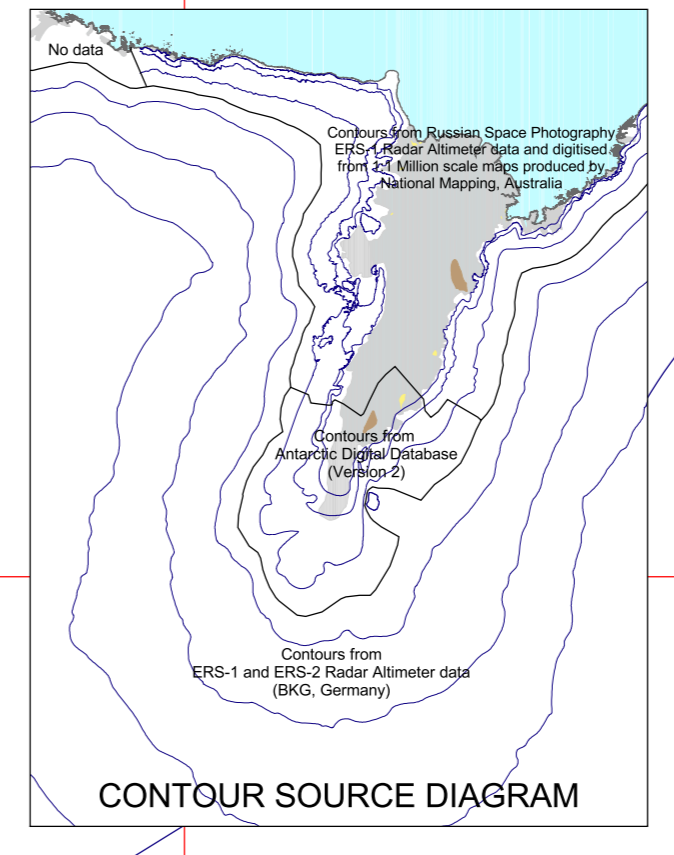 No data
Contours from Russian Space Photography
ERS-1 Radar Altimeter data and digitised
from 1:1 Million scale maps produced by
National Mapping, Australia
Contours from
Antarctic Digital Database
(Version 2)
Contours from
ERS-1 and ERS-2 Radar Altimeter data
(BKG, Germany)
CONTOUR SOURCE DIAGRAM